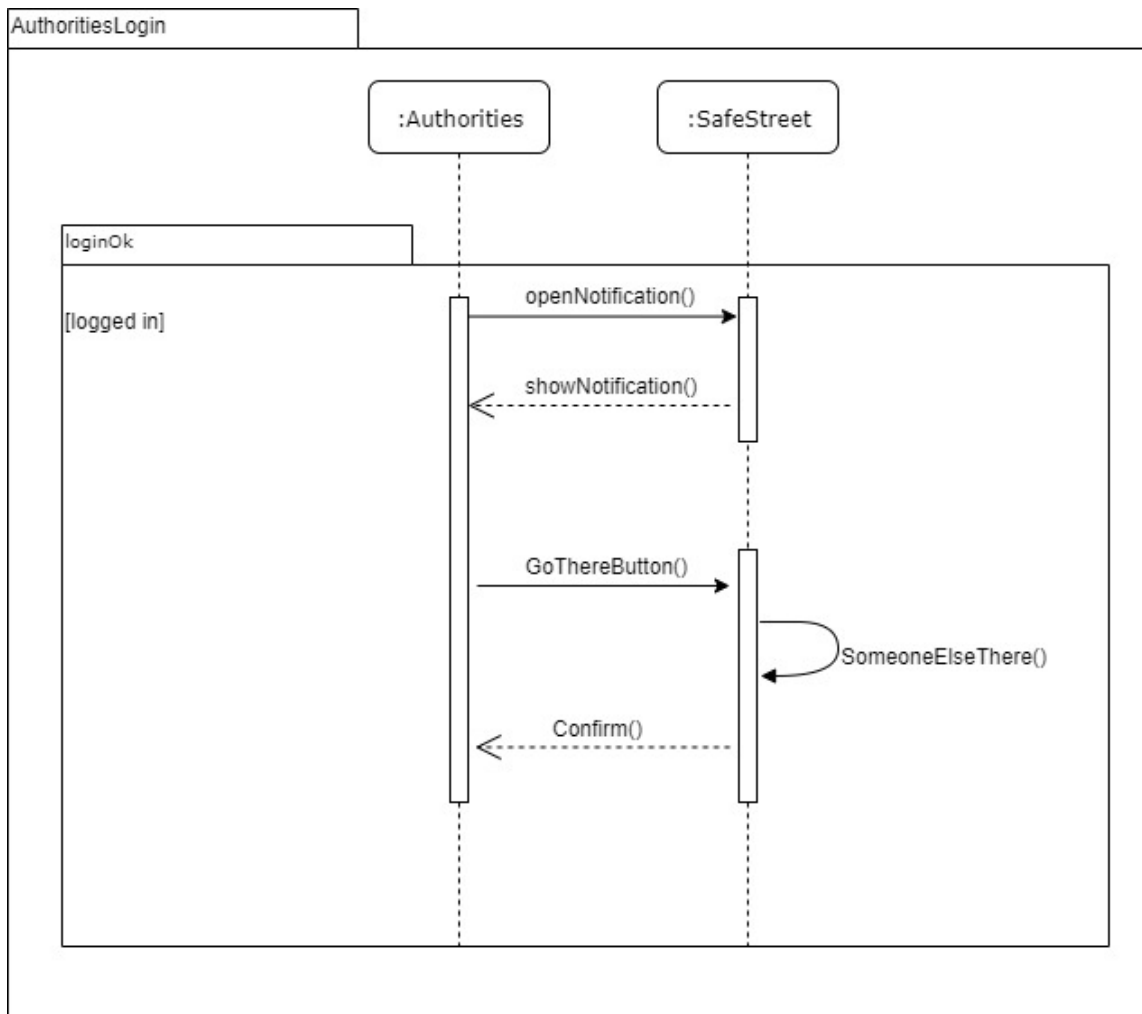 AuthoritiesLogin
:Authorities
:SafeStreet
loginOk
openNotification()
[logged in]
showNotification()
GoThereButton()
SomeoneElseThere()
Confirm()